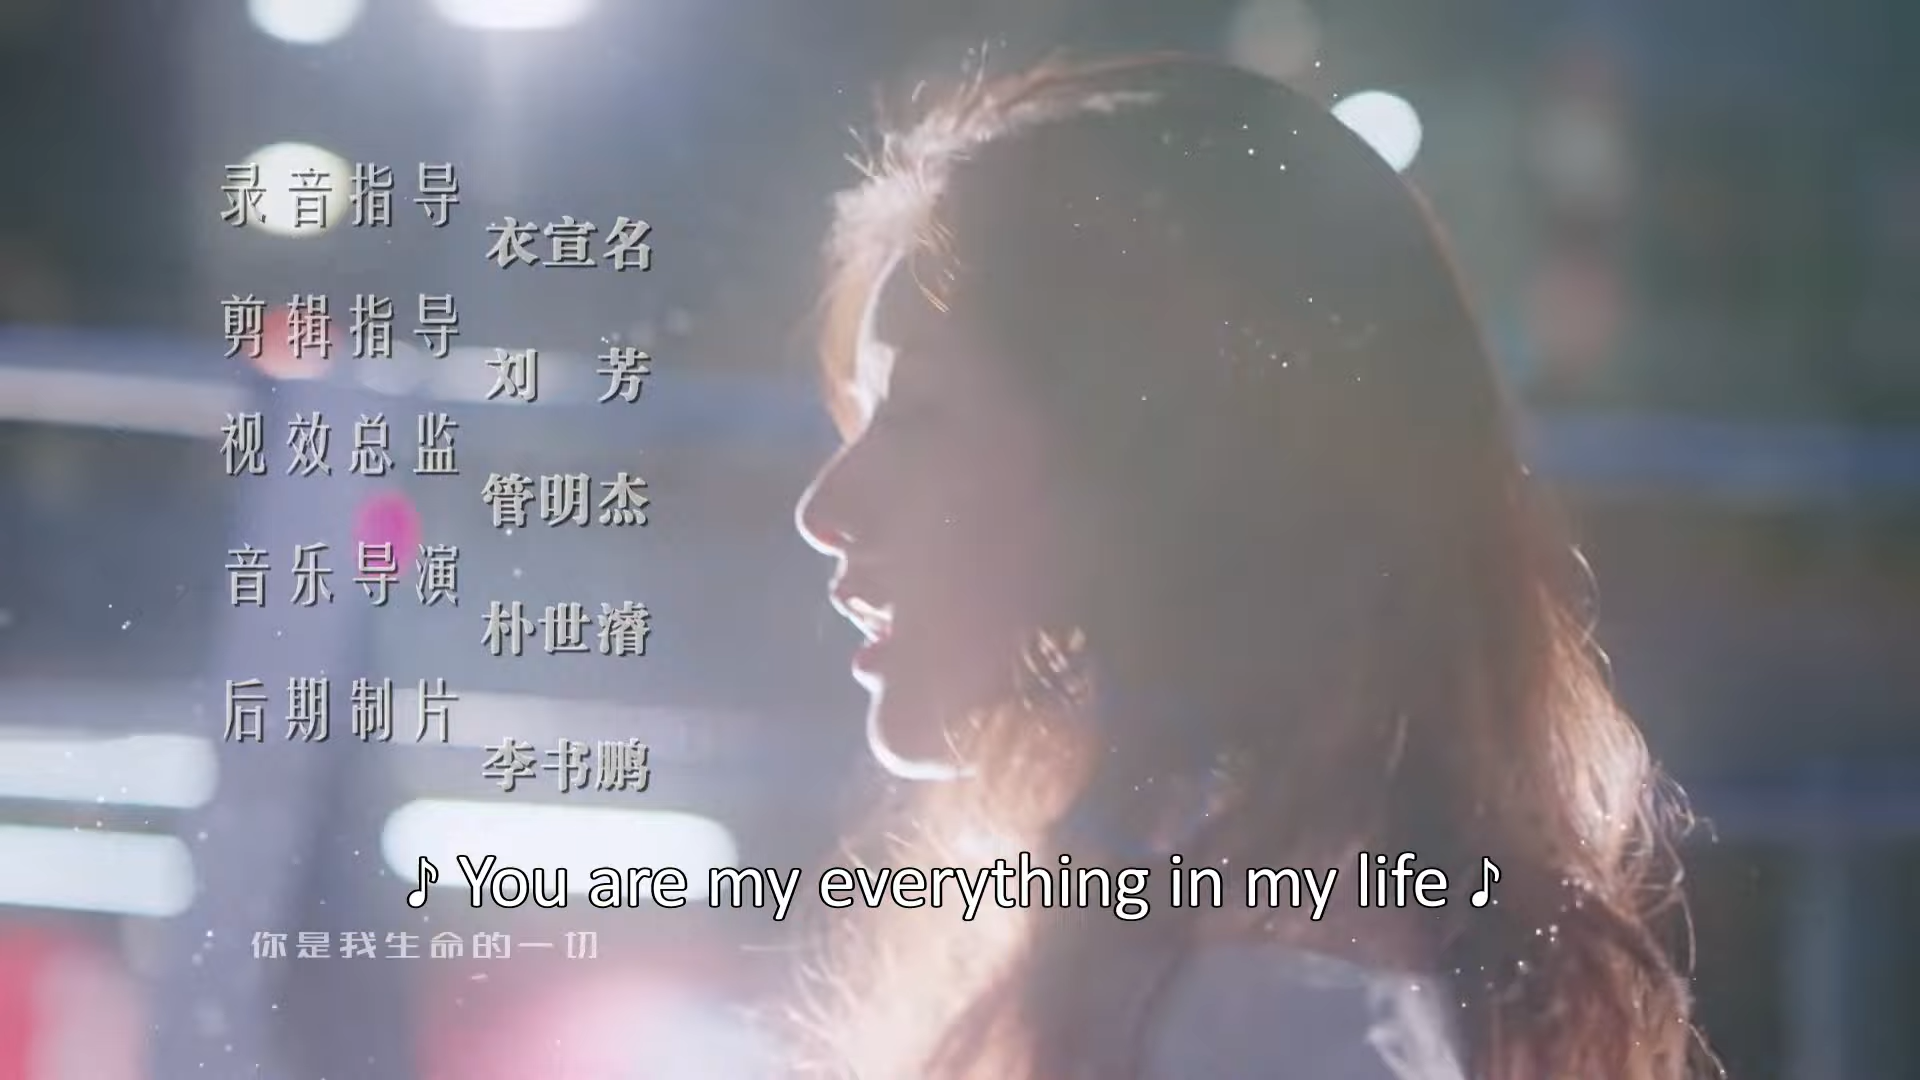 录音指导
衣宣名
剪辑指导
刘 芳
视效总监
管明杰
音乐导演
朴世濬
后期制片
李书鹏
♪ You are my everything in my life ♪
你是我生命的一切